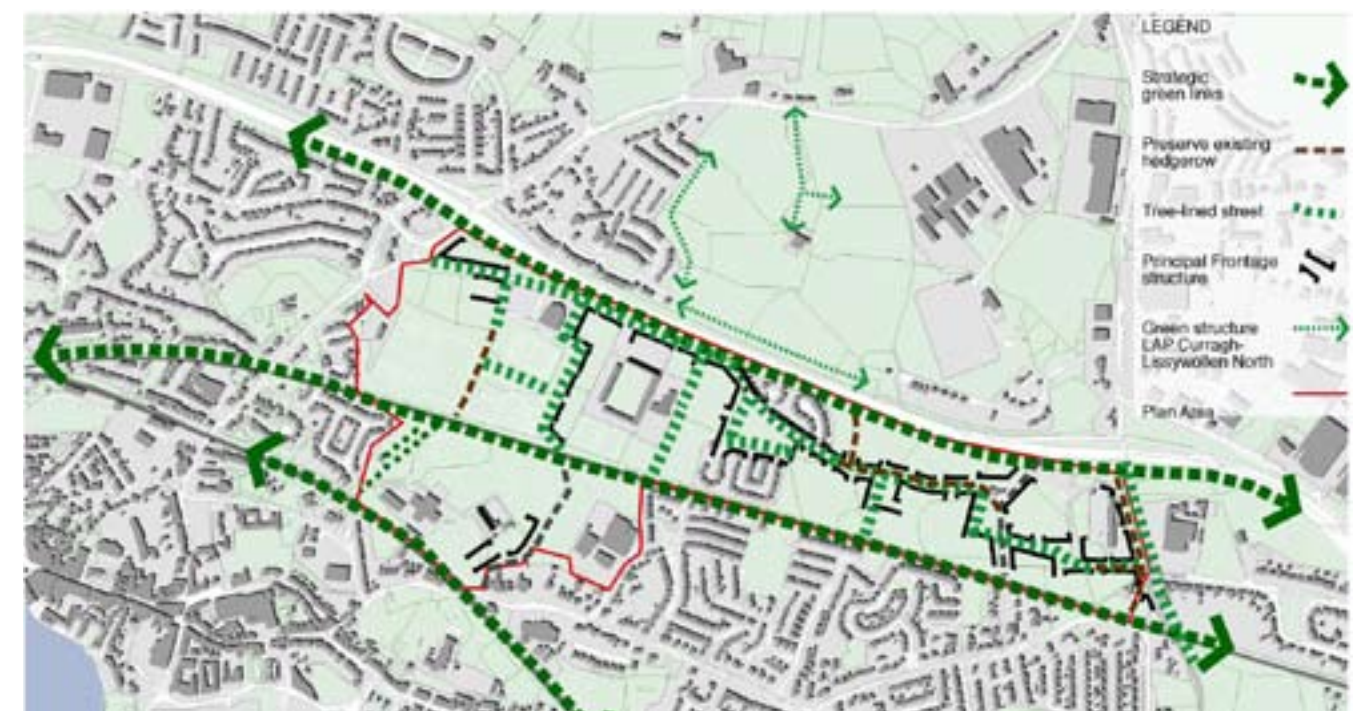 LEGEND
Strategic
green links
Preserve existing
hedgerow
Tree-lined street
Principal Frontage
structure
Green structure
LAP Curragh-
Lissywollen North
Plan Area